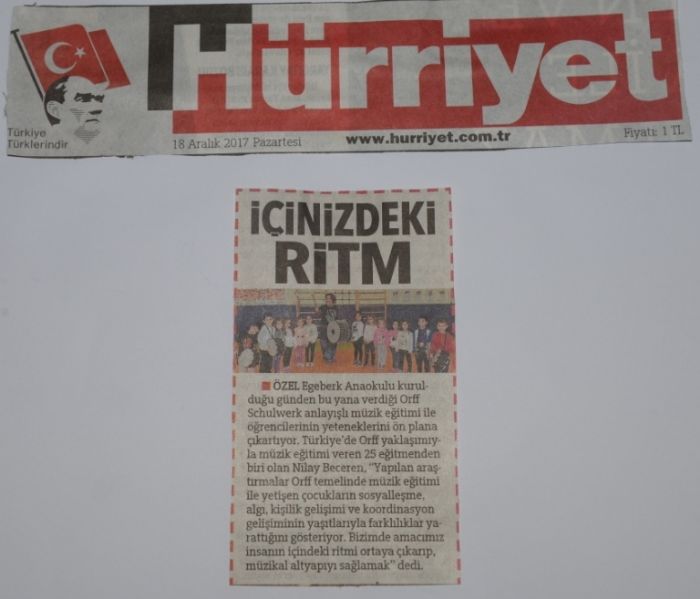 Hürriyet
Türkiye
Türklerindir
18 Aralık 2017 Pazartesi
www.hurriyet.com.tr
Fiyatı: 1 TL
İÇİNİZDEKİ
RİTM
ÖZEL Egeberk Anaokulu kurul-
duğu günden bu yana verdiği Orff
Schulwerk anlayışlı müzik eğitimi ile
öğrencilerinin yeteneklerini ön plana
çıkartıyor. Türkiye'de Orff yaklaşımıy-
la müzik eğitimi veren 25 eğitmenden
biri olan Nilay Beceren, "Yapılan araş-
tırmalar Orff temelinde müzik eğitimi
ile yetişen çocukların sosyalleşme,
algı, kişilik gelişimi ve koordinasyon
gelişiminin yaşıtlarıyla farklılıklar ya-
rattığını gösteriyor. Bizimde amacımız
insanın içindeki ritmi ortaya çıkarıp,
müzikal altyapıyı sağlamak" dedi.